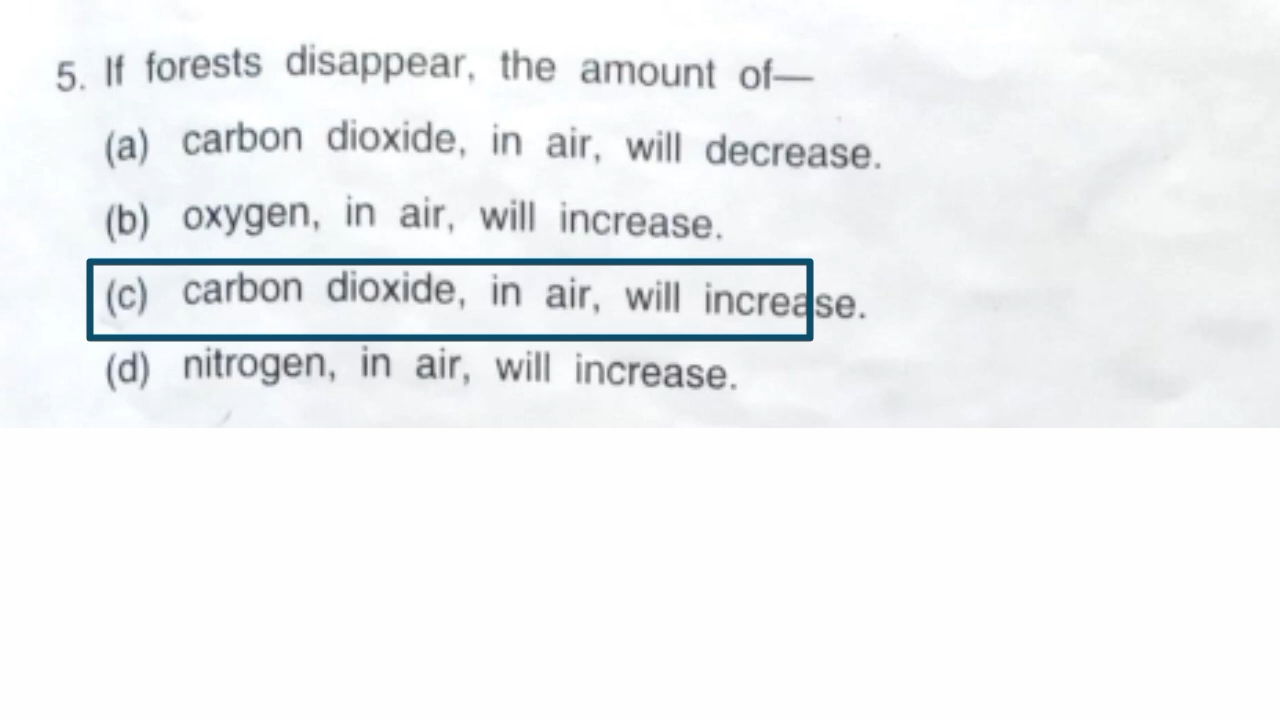 5. If forests disappear, the amount of—
(a) carbon dioxide, in air, will decrease.
(b) oxygen, in air, will increase.
(c) carbon dioxide, in air, will increase.
(d) nitrogen, in air, will increase.